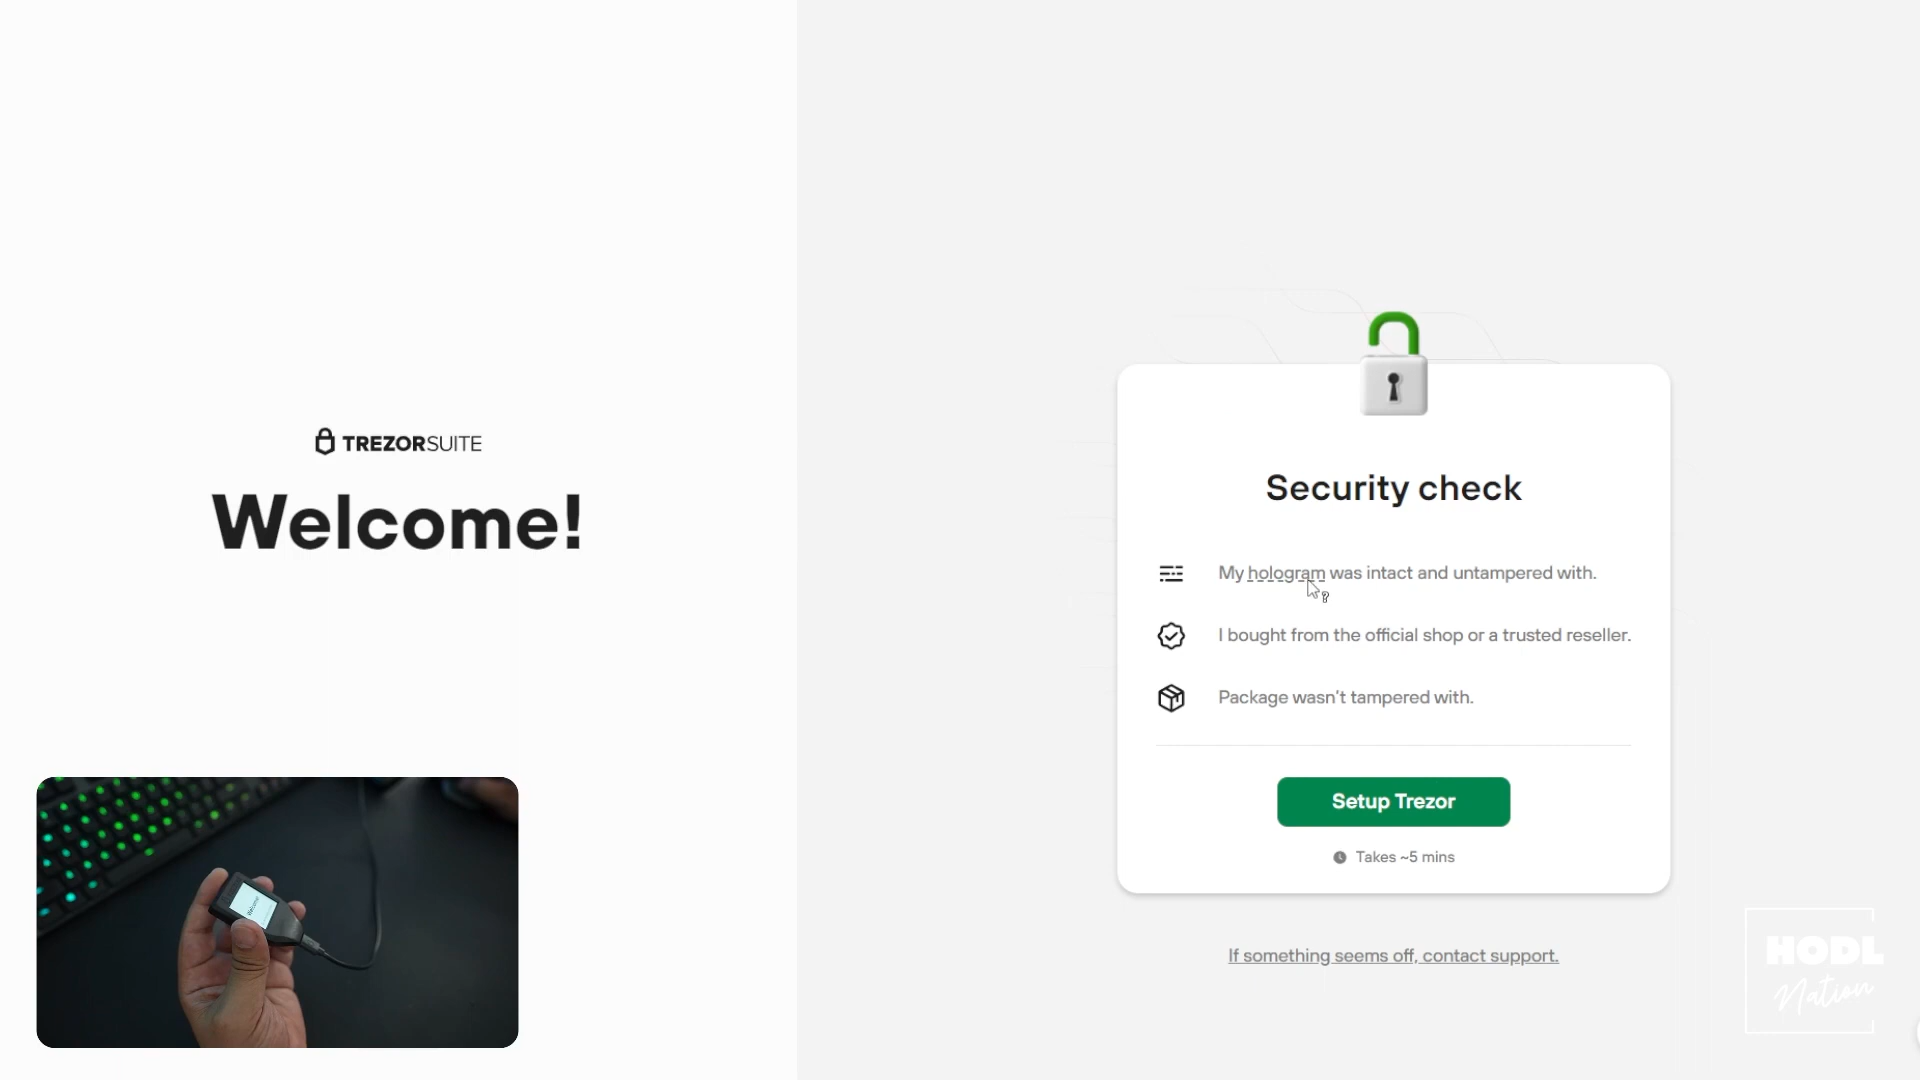 TREZORSUITE
Welcome!
Security check
My hologram was intact and untampered with.
I bought from the official shop or a trusted reseller.
Package wasn't tampered with.
Setup Trezor
Takes ~5 mins
If something seems off, contact support.
Welcome!
HODL
Nation